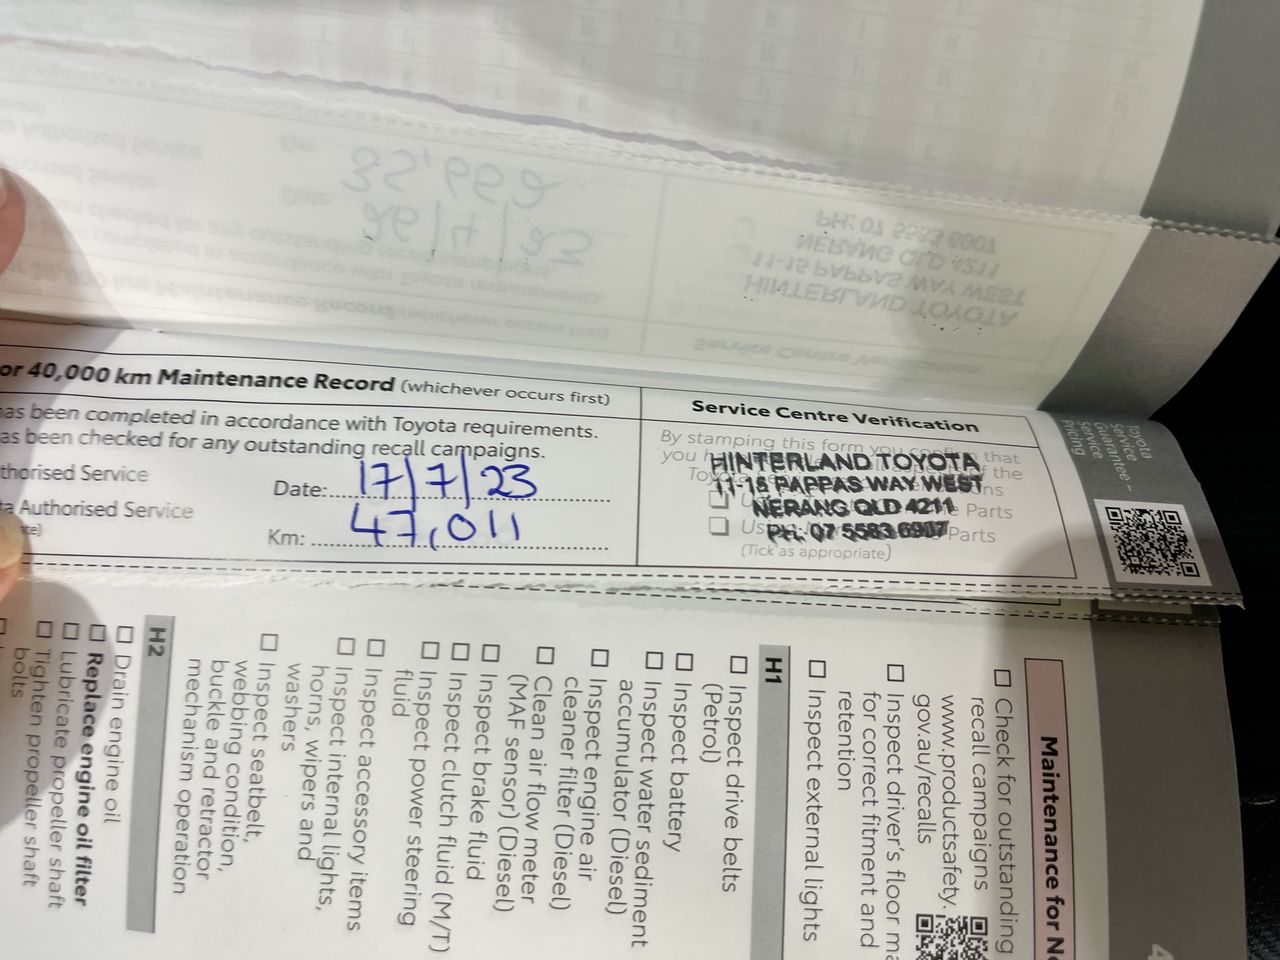 or 40,000 km Maintenance Record (whichever occurs first)
has been completed in accordance with Toyota requirements.
as been checked for any outstanding recall campaigns.
thorised Service
Date: 17/7/23
Authorised Service
Km: 47,011
Service Centre Verification
By stamping this form you confirm that
HINTERLAND TOYOTA
11-15 PAPPAS WAY WEST
NERANG QLD 4211
PH. 07 5583 6907
Parts
Parts
(Tick as appropriate)
Toyota
Service
Guarantee –
Service
Pricing
Maintenance for
Check for outstanding
recall campaigns
www.productsafety.
gov.au/recalls
Inspect driver's floor
for correct fitment and
retention
Inspect external lights
H1
Inspect drive belts
(Petrol)
Inspect battery
Inspect water sediment
accumulator (Diesel)
Inspect engine air
cleaner filter (Diesel)
Clean air flow meter
(MAF sensor) (Diesel)
Inspect brake fluid
Inspect clutch fluid (M/T)
Inspect power steering
fluid
Inspect accessory items
Inspect internal lights,
horns, wipers and
washers
Inspect seatbelt,
webbing condition,
buckle and retractor
mechanism operation
H2
Drain engine oil
Replace engine oil filter
Lubricate propeller shaft
Tighten propeller shaft
bolts